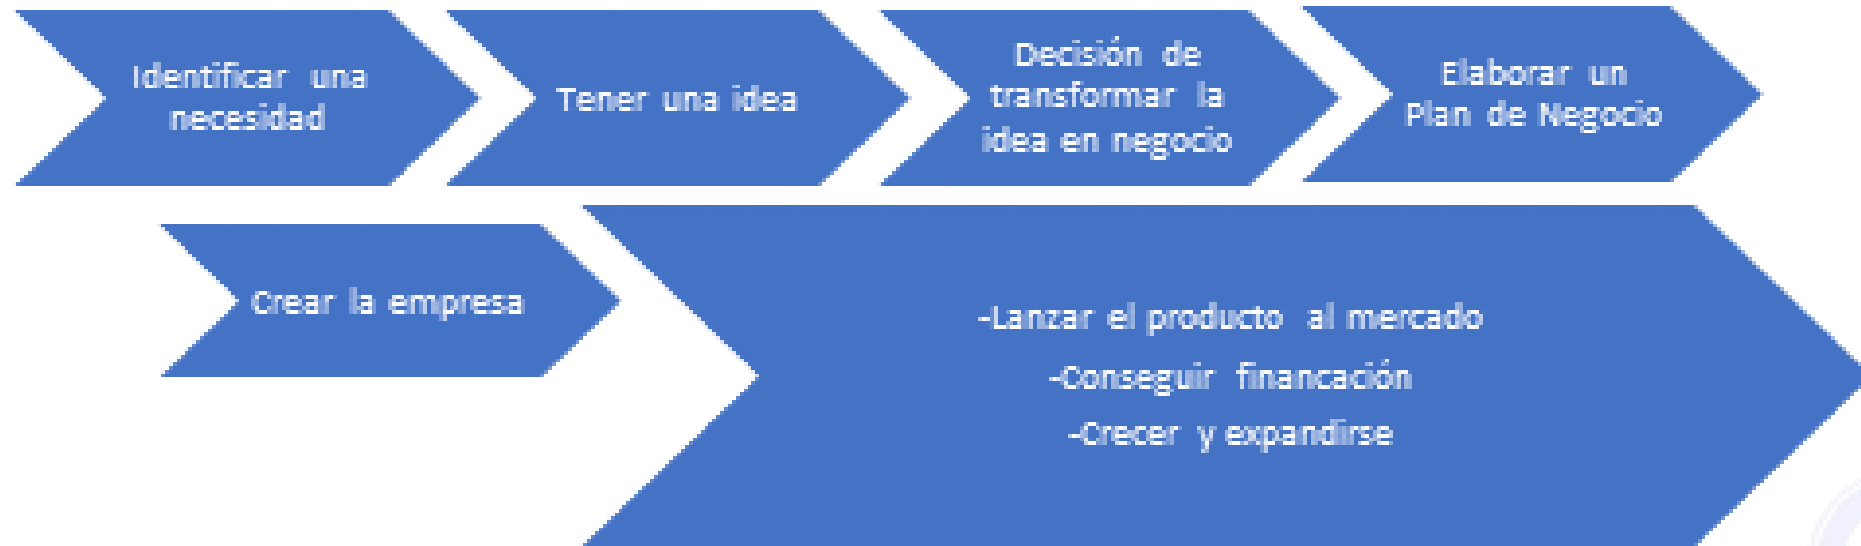 Identificar una
necesidad
Tener una idea
Decisión de
transformar la
idea en negocio
Elaborar un
Plan de Negocio
Crear la empresa
-Lanzar el producto al mercado
-Conseguir financación
-Crecer y expandirse